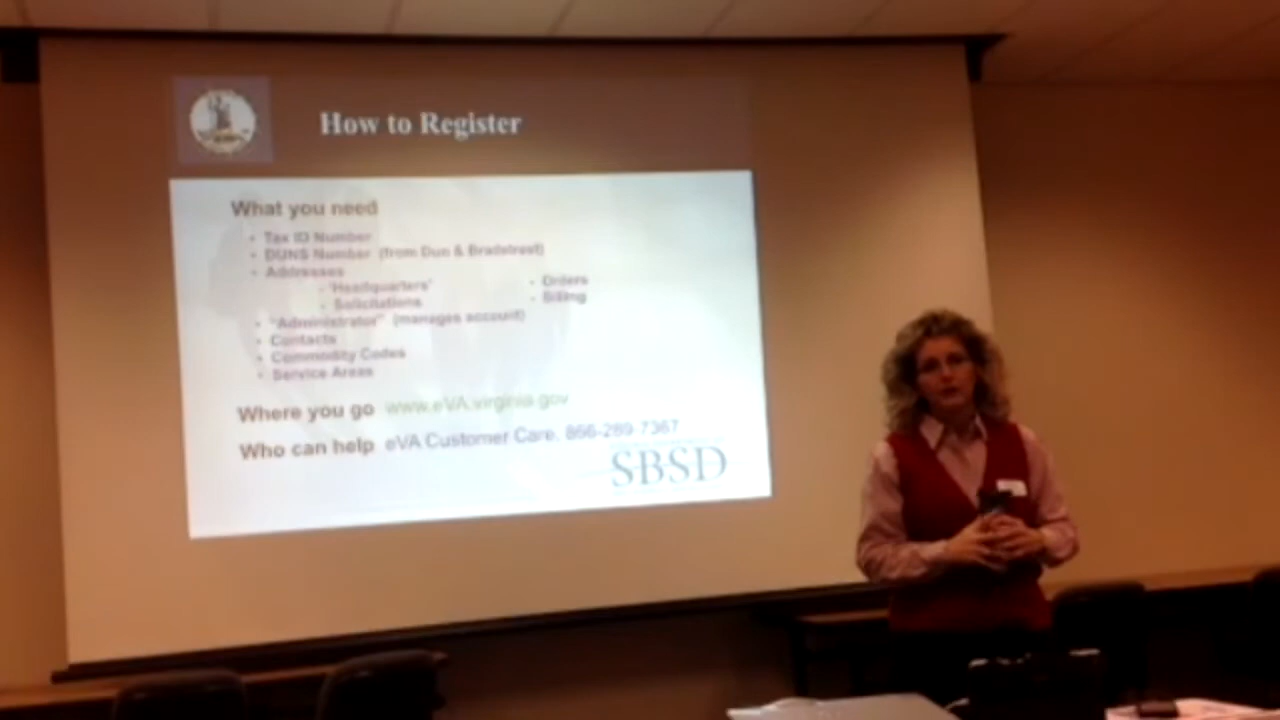 How to Register
What you need
• Tax ID Number
• DUNS Number (from Dun & Bradstreet)
• Addresses
- 'Headquarters' - Orders
- Solicitations - Billing
• "Administrator" (manages account)
• Contacts
• Commodity Codes
• Service Areas
Where you go www.eVA.virginia.gov
Who can help eVA Customer Care, 866-289-7367
SBSD